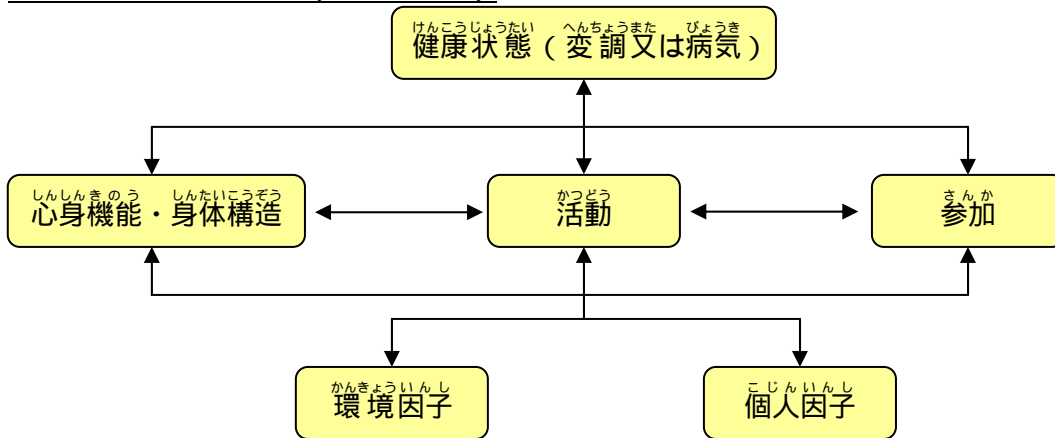 けんこうじょうたい へんちょうまた びょうき
健康状態（変調又は病気）
しんしんきのう しんたいこうぞう
心身機能・身体構造
かつどう
活動
さんか
参加
かんきょういんし
環境因子
こじんいんし
個人因子